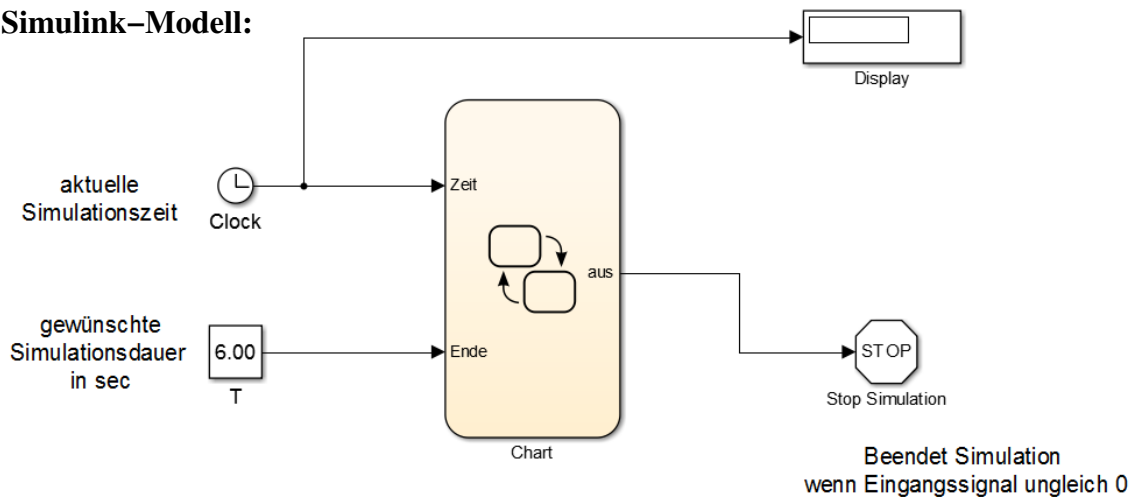 Simulink−Modell:
Display
aktuelle
Simulationszeit
Clock
Zeit
aus
gewünschte
Simulationsdauer
in sec
6.00
T
Ende
STOP
Stop Simulation
Chart
Beendet Simulation
wenn Eingangssignal ungleich 0